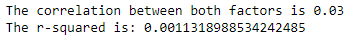 The correlation between both factors is 0.03
The r-squared is: 0.0011318988534242485